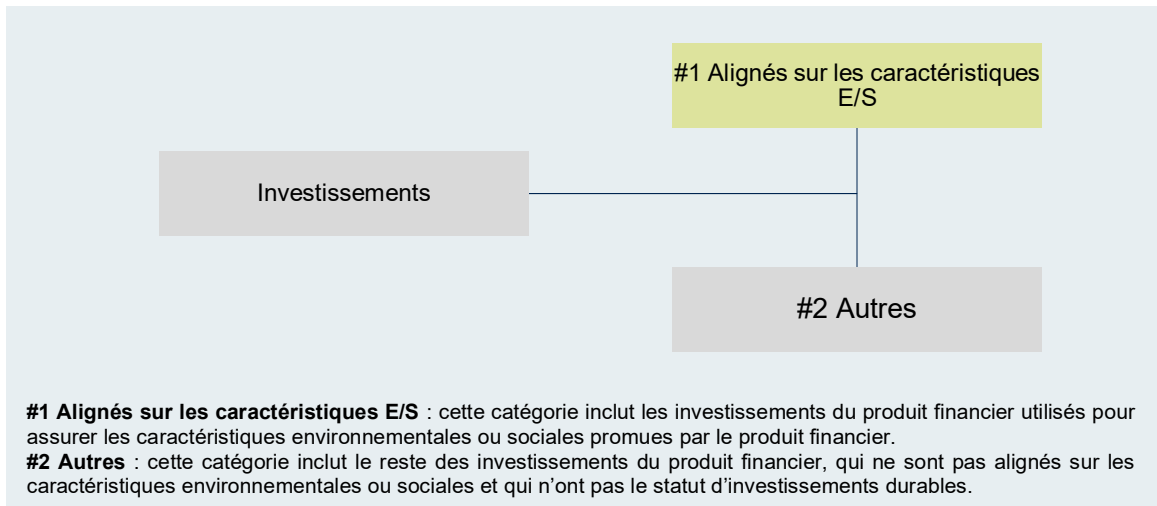 #1 Alignés sur les caractéristiques
E/S
Investissements
#2 Autres
#1 Alignés sur les caractéristiques E/S : cette catégorie inclut les investissements du produit financier utilisés pour
assurer les caractéristiques environnementales ou sociales promues par le produit financier.
#2 Autres : cette catégorie inclut le reste des investissements du produit financier, qui ne sont pas alignés sur les
caractéristiques environnementales ou sociales et qui n’ont pas le statut d’investissements durables.